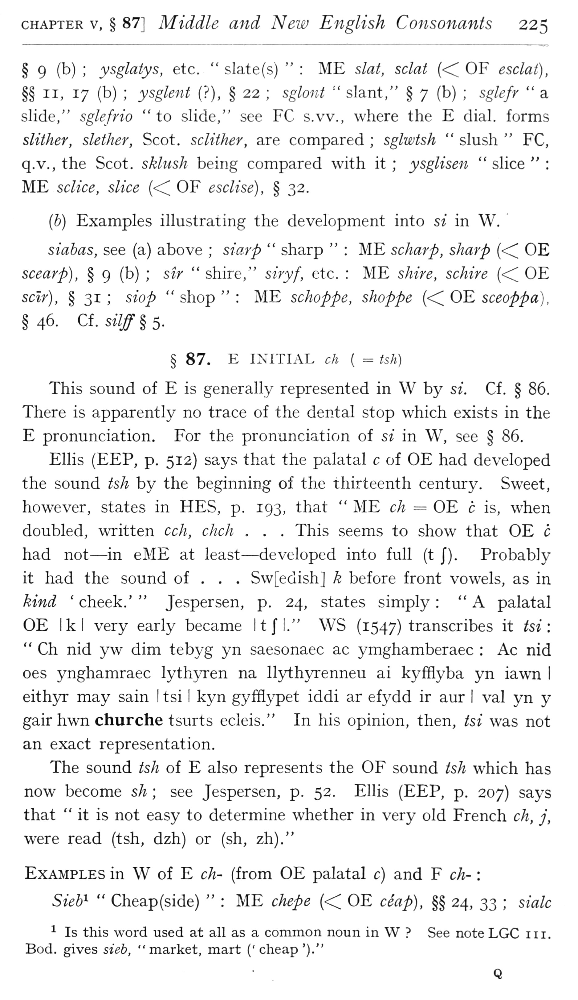 CHAPTER V, § 87] Middle and New English Consonants 225
§ 9 (b) ; ysglatys, etc. “ slate(s) ” : ME slat, sclat (< OF esclat),
§§ 11, 17 (b) ; ysglent (?), § 22 ; sglont “ slant,” § 7 (b) ; sglefr “ a
slide,” sglefrio “ to slide,” see FC s.vv., where the E dial. forms
slither, slether, Scot. sclither, are compared ; sglwtsh “ slush ” FC,
q.v., the Scot. sklush being compared with it ; ysglisen “ slice ” :
ME sclice, slice (< OF esclise), § 32.
(b) Examples illustrating the development into si in W.
siabas, see (a) above ; siarp “ sharp ” : ME scharp, sharp (< OE
scearp), § 9 (b) ; sîr “ shire,” siryf, etc. : ME shire, schire (< OE
scīr), § 31 ; siop “ shop ” : ME schoppe, shoppe (< OE sceoppa),
§ 46. Cf. silff § 5.
§ 87. E INITIAL ch ( = tsh)
This sound of E is generally represented in W by si. Cf. § 86.
There is apparently no trace of the dental stop which exists in the
E pronunciation. For the pronunciation of si in W, see § 86.
Ellis (EEP, p. 512) says that the palatal c of OE had developed
the sound tsh by the beginning of the thirteenth century. Sweet,
however, states in HES, p. 193, that “ ME ch = OE ċ is, when
doubled, written cch, chch . . . This seems to show that OE ċ
had not—in eME at least—developed into full (t ʃ). Probably
it had the sound of . . . Sw[edish] k before front vowels, as in
kind ‘ cheek.’ ” Jespersen, p. 24, states simply : “ A palatal
OE |k| very early became |t ʃ|.” WS (1547) transcribes it tsi :
“ Ch nid yw dim tebyg yn saesonaec ac ymghamberaec : Ac nid
oes ynghamraec lythyren na llythyrenneu ai kyfflyba yn iawn |
eithyr may sain |tsi| kyn gyfflypet iddi ar efydd ir aur | val yn y
gair hwn churche tsurts ecleis.” In his opinion, then, tsi was not
an exact representation.
The sound tsh of E also represents the OF sound tsh which has
now become sh ; see Jespersen, p. 52. Ellis (EEP, p. 207) says
that “ it is not easy to determine whether in very old French ch, j,
were read (tsh, dzh) or (sh, zh).”
EXAMPLES in W of E ch- (from OE palatal c) and F ch- :
Sieb¹ “ Cheap(side) ” : ME chepe (< OE céap), §§ 24, 33 ; sialc
¹ Is this word used at all as a common noun in W ? See note LGC III.
Bod. gives sieb, “ market, mart (‘ cheap ’).”
Q